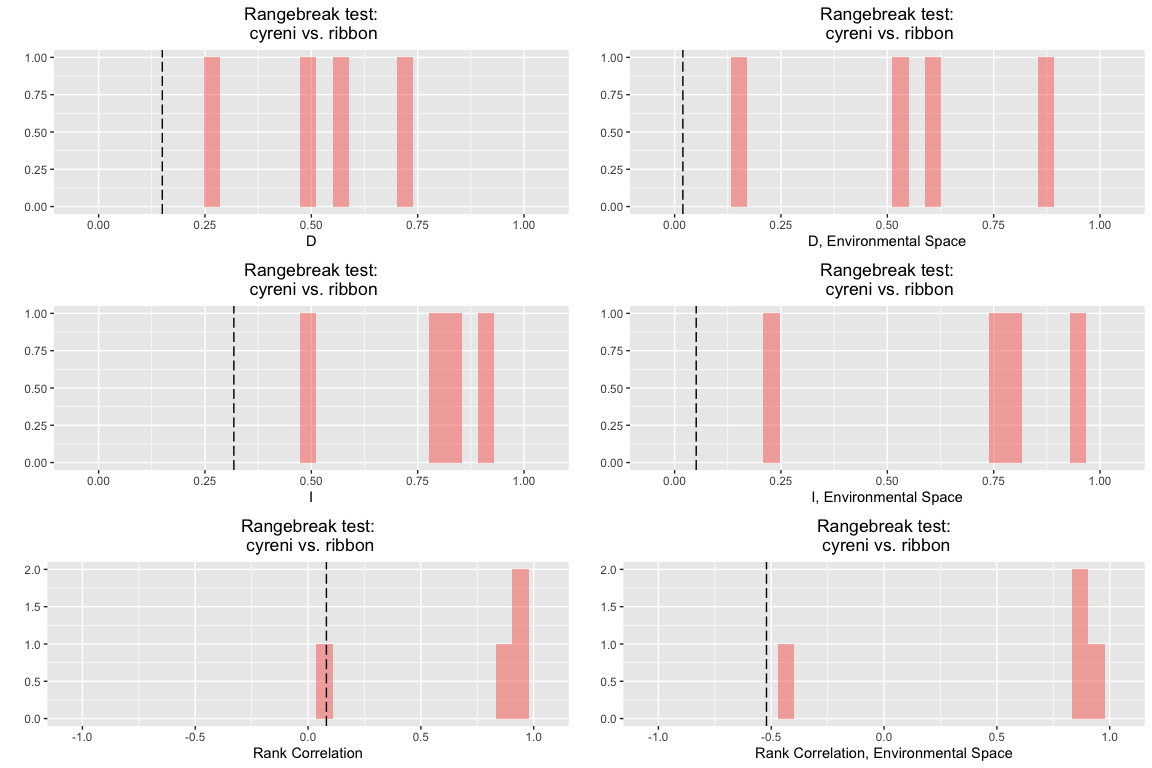 Rangebreak test:
cyreni vs. ribbon
1.00
0.75
0.50
0.25
0.00
0.00 0.25 0.50 0.75 1.00
D
Rangebreak test:
cyreni vs. ribbon
1.00
0.75
0.50
0.25
0.00
0.00 0.25 0.50 0.75 1.00
D, Environmental Space
Rangebreak test:
cyreni vs. ribbon
1.00
0.75
0.50
0.25
0.00
0.00 0.25 0.50 0.75 1.00
I
Rangebreak test:
cyreni vs. ribbon
1.00
0.75
0.50
0.25
0.00
0.00 0.25 0.50 0.75 1.00
I, Environmental Space
Rangebreak test:
cyreni vs. ribbon
2.0
1.5
1.0
0.5
0.0
-1.0 -0.5 0.0 0.5 1.0
Rank Correlation
Rangebreak test:
cyreni vs. ribbon
2.0
1.5
1.0
0.5
0.0
-1.0 -0.5 0.0 0.5 1.0
Rank Correlation, Environmental Space